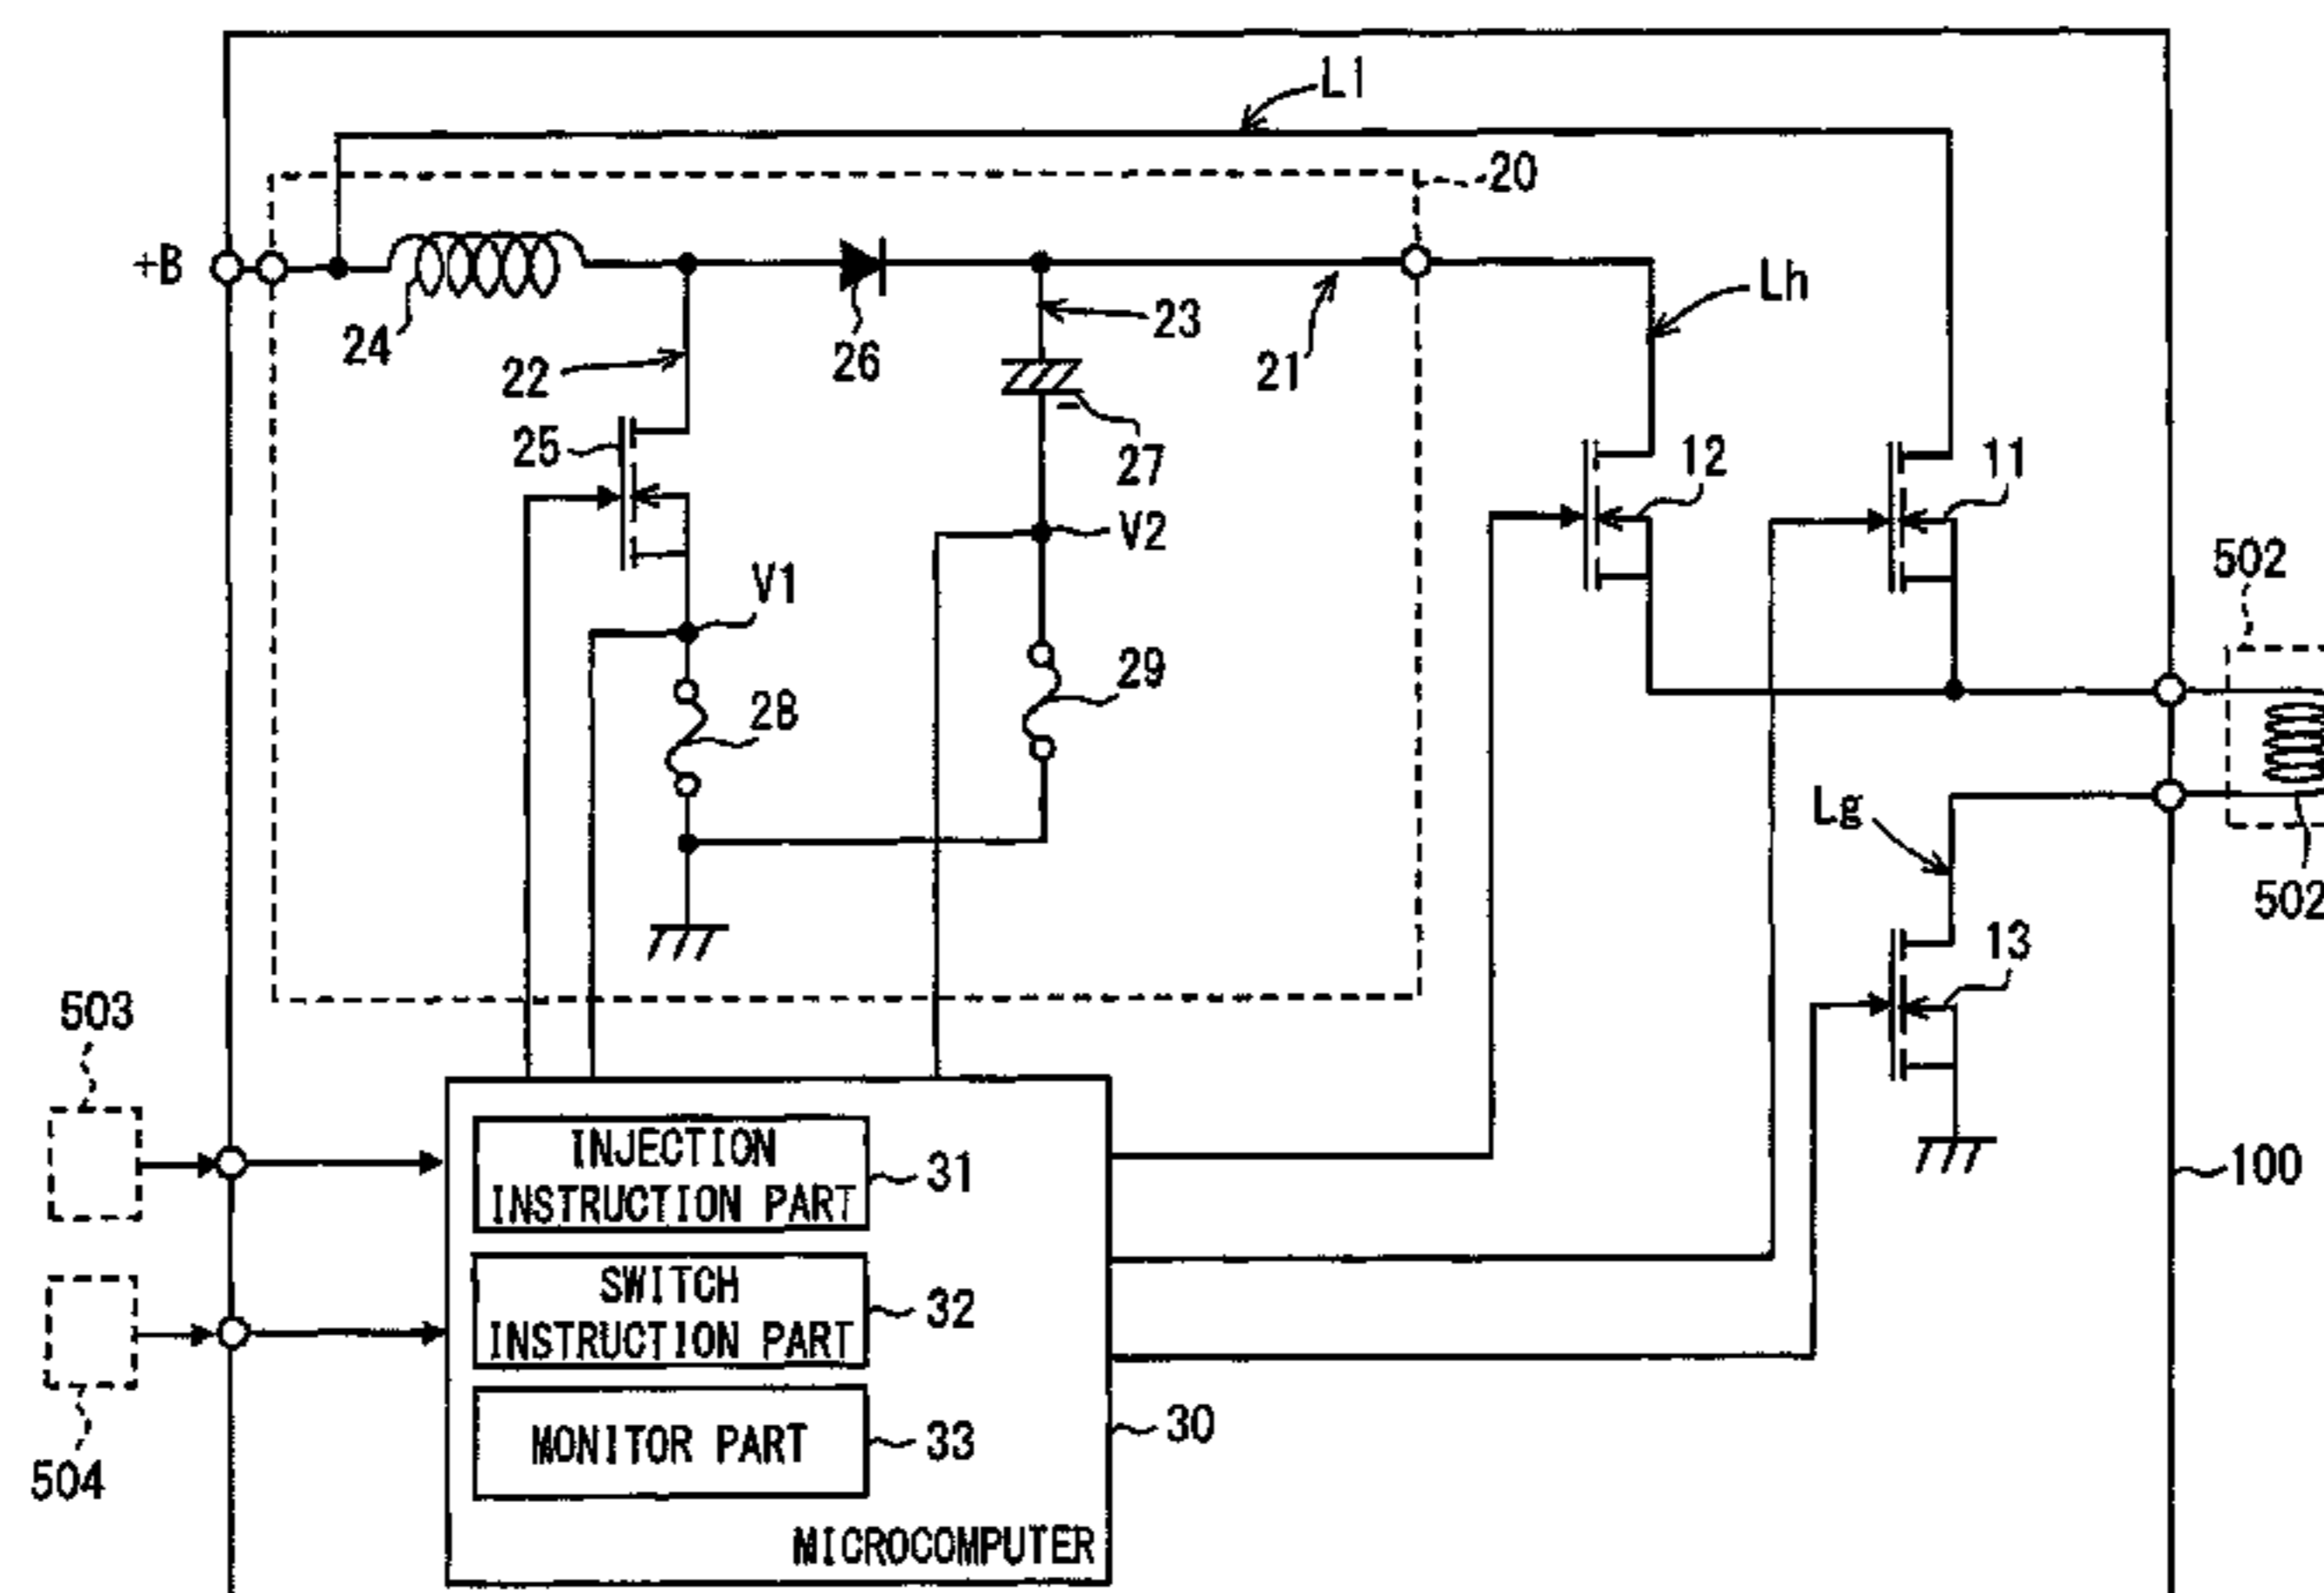 L1
20
+B
Lh
24
22
26
23
21
25
27
12
11
V2
V1
502
29
28
Lg
502
13
503
INJECTION
INSTRUCTION PART
31
100
SWITCH
INSTRUCTION PART
32
MONITOR PART
33
30
504
MICROCOMPUTER